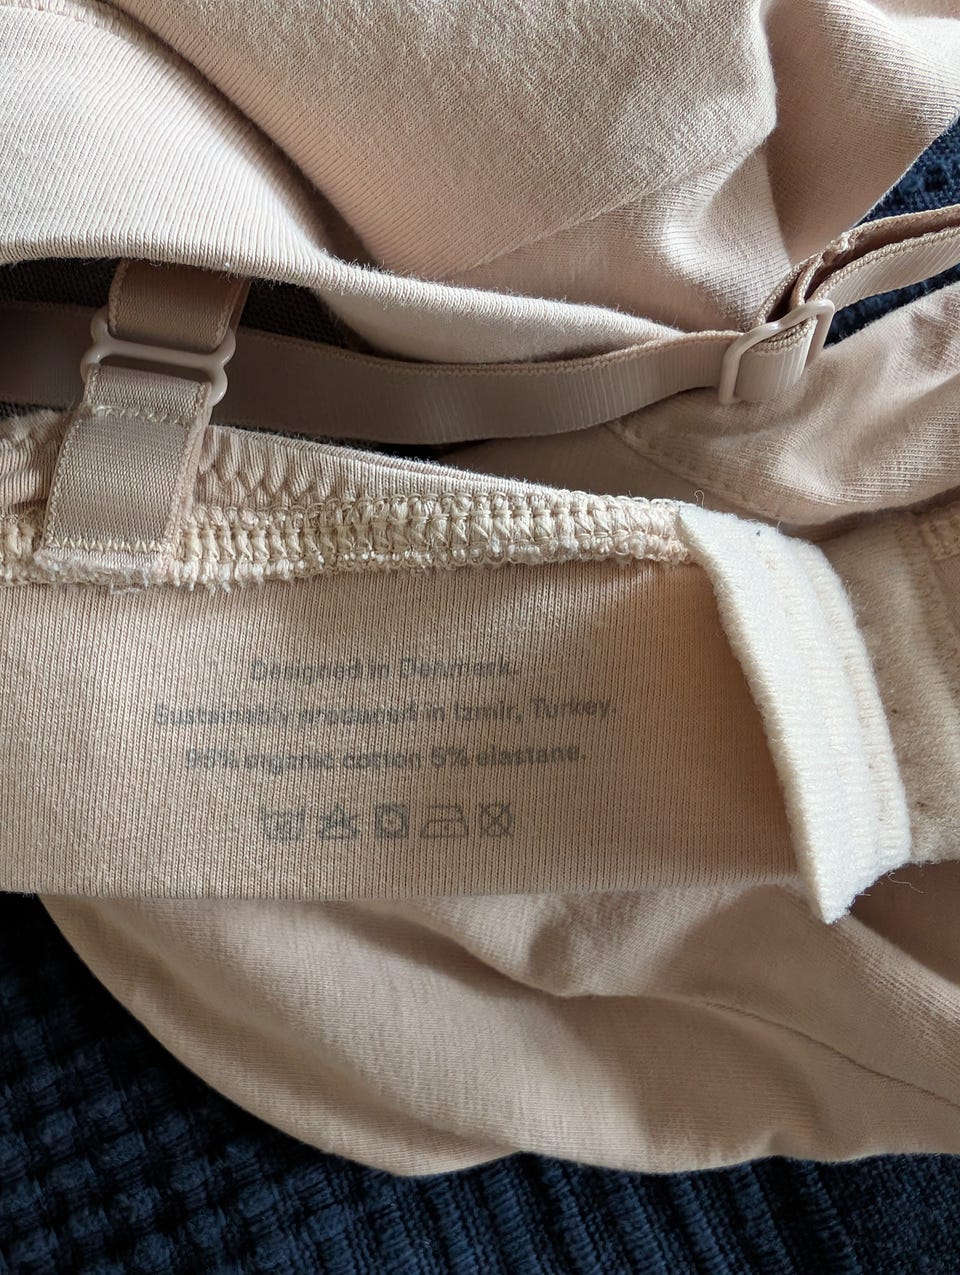 Designed in Denmark.
Sustainably produced in Izmir, Turkey.
95% organic cotton 5% elastane.